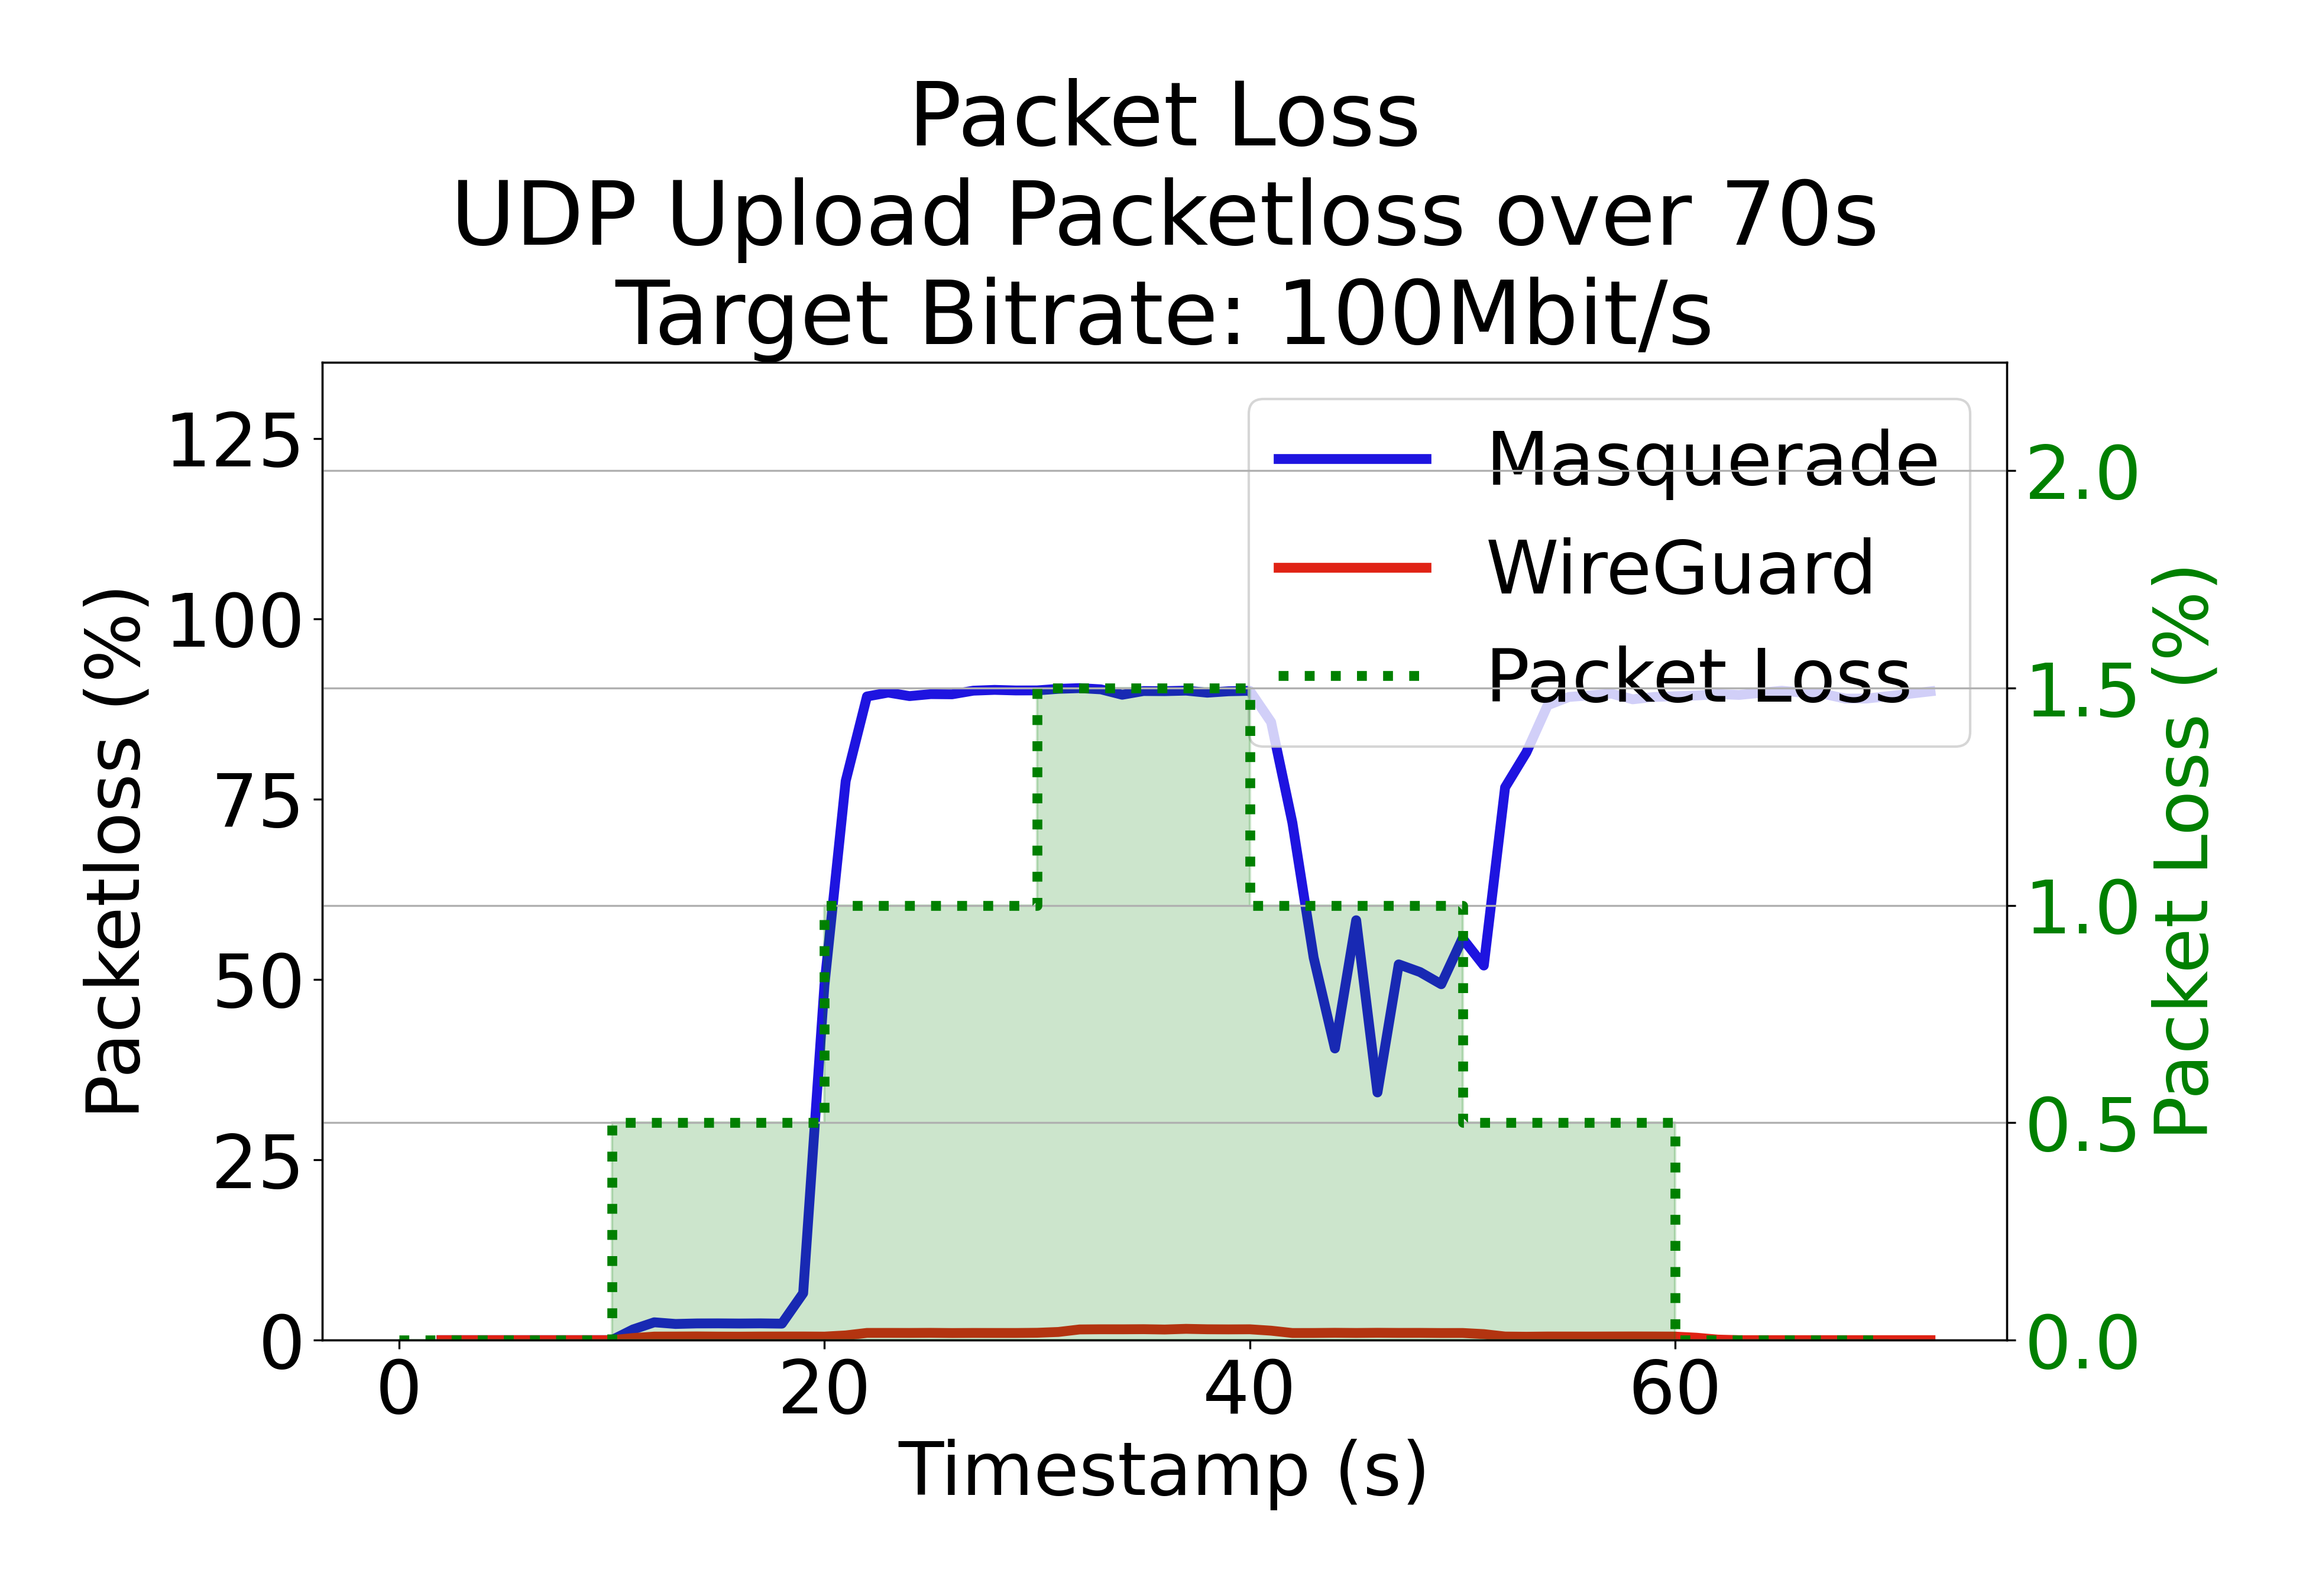 Packet Loss
UDP Upload Packetloss over 70s
Target Bitrate: 100Mbit/s
Packetloss (%)
125
100
75
50
25
0
Masquerade
WireGuard
Packet Loss
2.0
1.5
1.0
0.5
0.0
Packet Loss (%)
0 20 40 60
Timestamp (s)